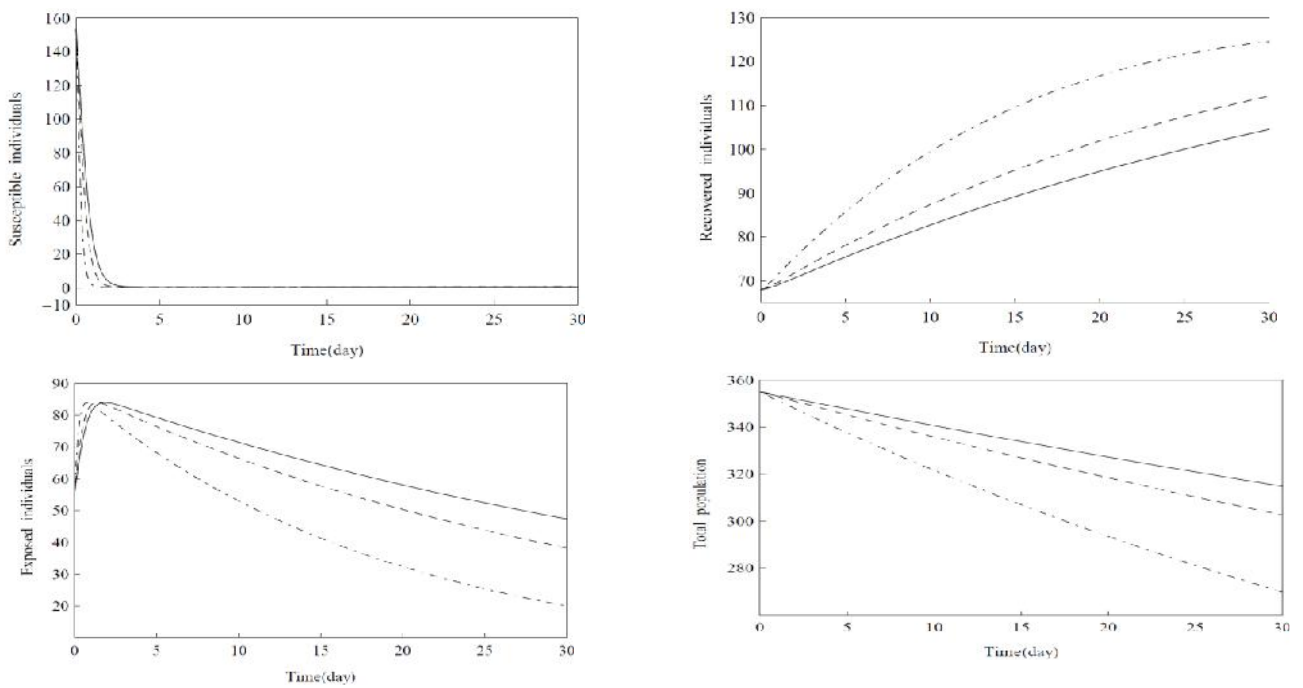 160
140
120
100
80
60
40
20
0
−10
Susceptible individuals
0 5 10 15 20 25 30
Time(day)
130
120
110
100
90
80
70
Recovered individuals
0 5 10 15 20 25 30
Time(day)
90
80
70
60
50
40
30
20
Exposed individuals
0 5 10 15 20 25 30
Time(day)
360
340
320
300
280
Total population
0 5 10 15 20 25 30
Time(day)